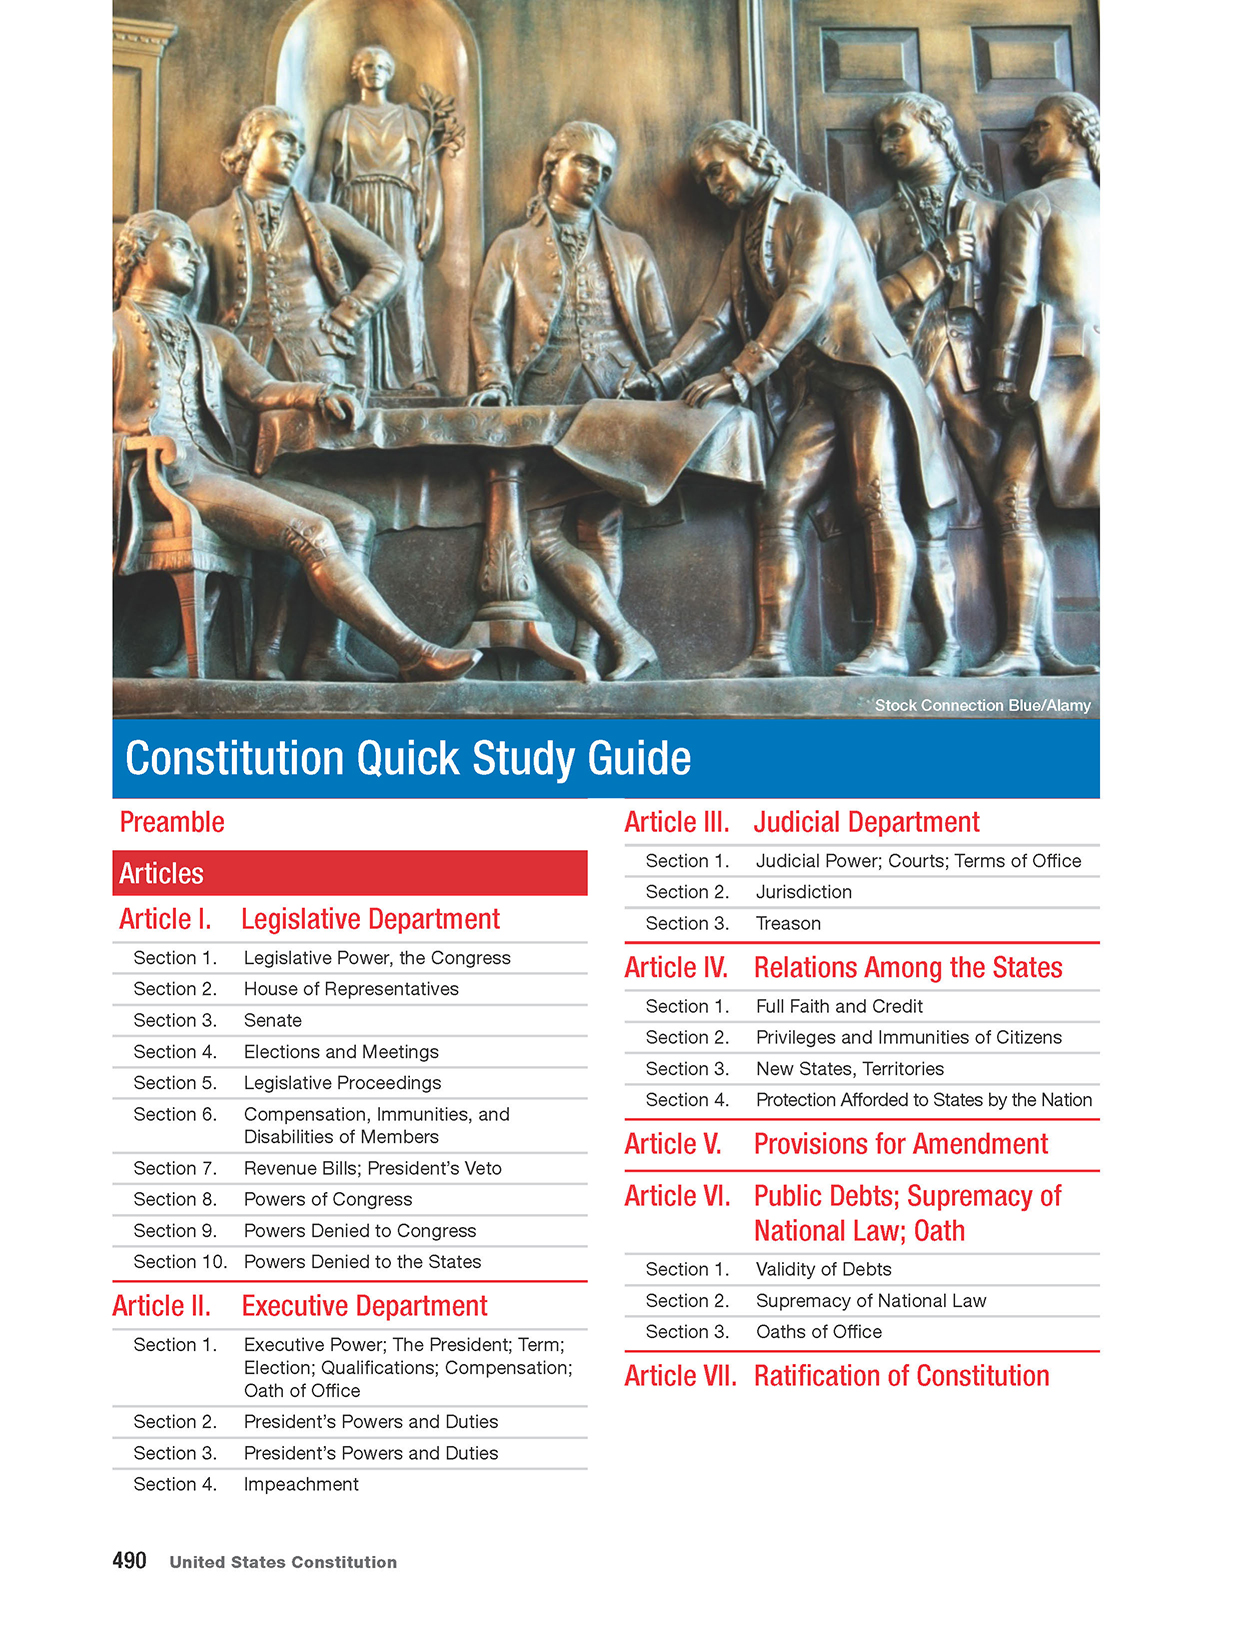 Stock Connection Blue/Alamy
Constitution Quick Study Guide
Preamble
Articles
Article I. Legislative Department
Section 1. Legislative Power, the Congress
Section 2. House of Representatives
Section 3. Senate
Section 4. Elections and Meetings
Section 5. Legislative Proceedings
Section 6. Compensation, Immunities, and
Disabilities of Members
Section 7. Revenue Bills; President’s Veto
Section 8. Powers of Congress
Section 9. Powers Denied to Congress
Section 10. Powers Denied to the States
Article II. Executive Department
Section 1. Executive Power; The President; Term;
Election; Qualifications; Compensation;
Oath of Office
Section 2. President’s Powers and Duties
Section 3. President’s Powers and Duties
Section 4. Impeachment
Article III. Judicial Department
Section 1. Judicial Power; Courts; Terms of Office
Section 2. Jurisdiction
Section 3. Treason
Article IV. Relations Among the States
Section 1. Full Faith and Credit
Section 2. Privileges and Immunities of Citizens
Section 3. New States, Territories
Section 4. Protection Afforded to States by the Nation
Article V. Provisions for Amendment
Article VI. Public Debts; Supremacy of
National Law; Oath
Section 1. Validity of Debts
Section 2. Supremacy of National Law
Section 3. Oaths of Office
Article VII. Ratification of Constitution
490 United States Constitution